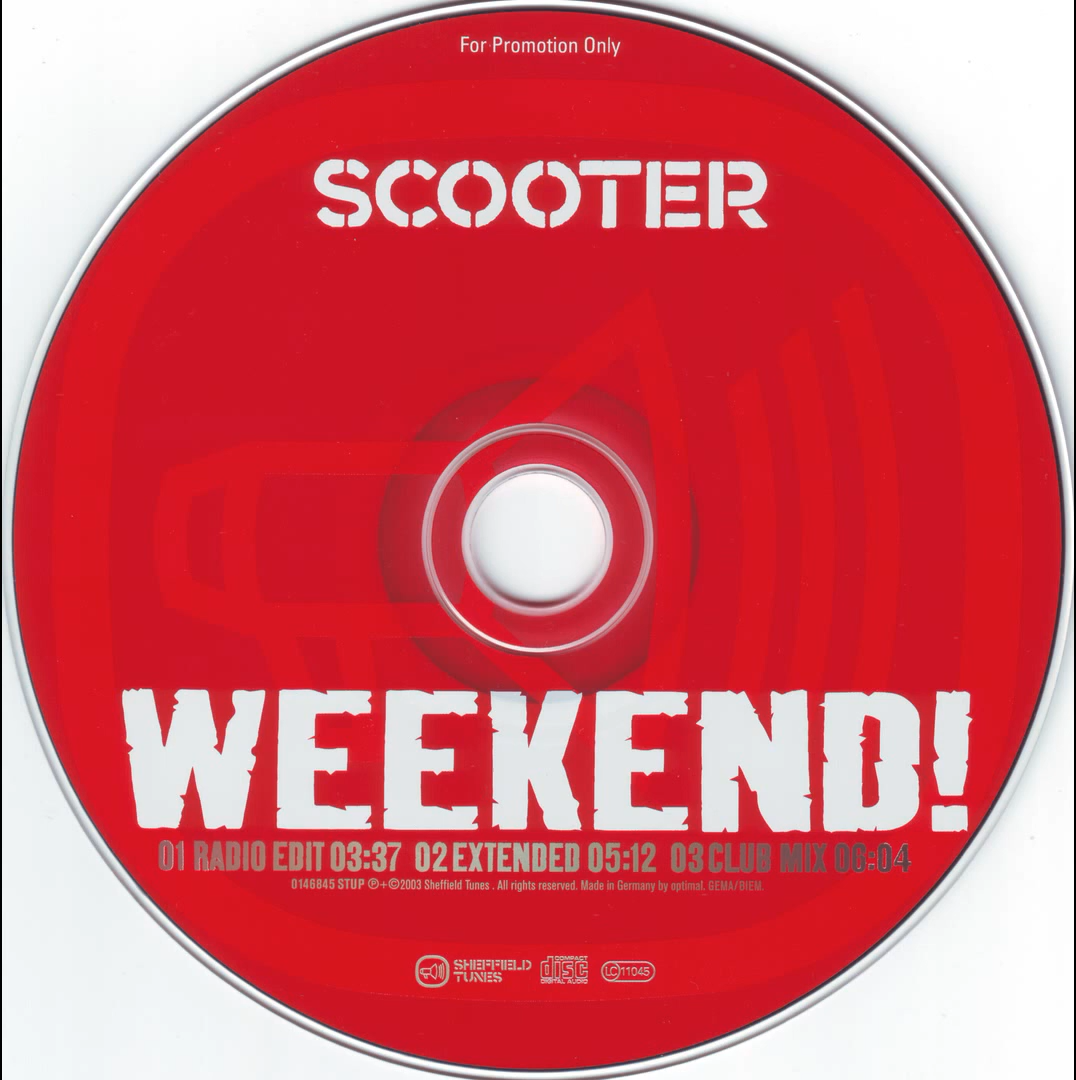 For Promotion Only
SCOOTER
WEEKEND!
01 RADIO EDIT 03:37 02 EXTENDED 05:12 03 CLUB MIX 06:04
0146845 STUP ℗+©2003 Sheffield Tunes . All rights reserved. Made in Germany by optimal. GEMA/BIEM.
SHEFFIELD
TUNES
COMPACT
disc
DIGITAL AUDIO
LC 11045